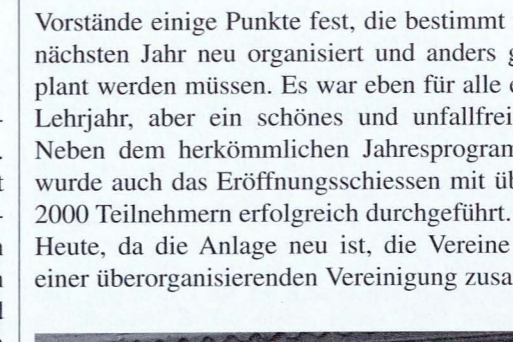 Vorstände einige Punkte fest, die bestimmt
nächsten Jahr neu organisiert und anders g
plant werden müssen. Es war eben für alle e
Lehrjahr, aber ein schönes und unfallfrei
Neben dem herkömmlichen Jahresprogram
wurde auch das Eröffnungsschiessen mit üb
2000 Teilnehmern erfolgreich durchgeführt.
Heute, da die Anlage neu ist, die Vereine
einer überorganisierenden Vereinigung zusa